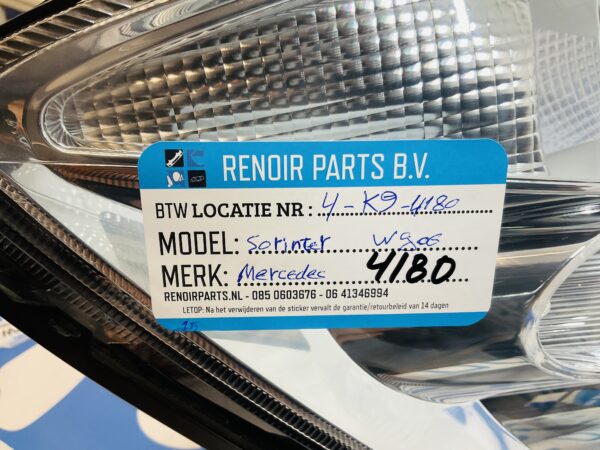 RENOIR PARTS B.V.
BTW LOCATIE NR: 4-K9-4180
MODEL: Sprinter W906
MERK: Mercedes 4180
RENOIRPARTS.NL - 085 0603676 - 06 41346994
LETOP: Na het verwijderen van de sticker vervalt de garantie/retourbeleid van 14 dagen